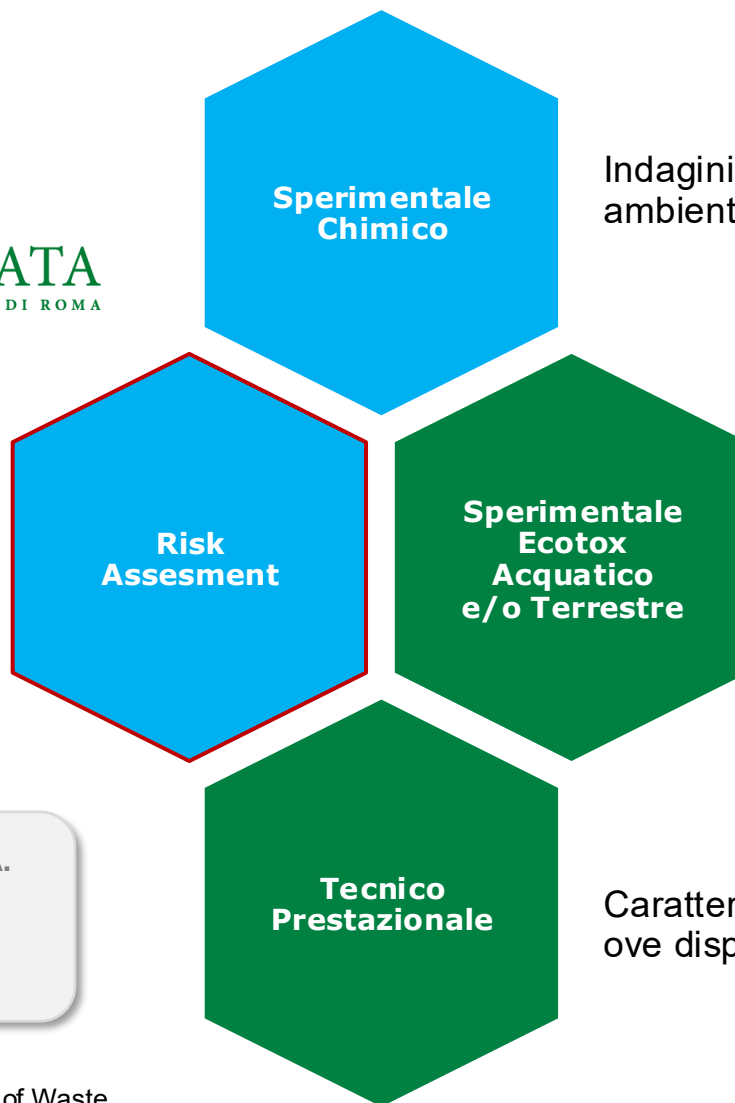 Sperimentale
Chimico
Indagini
ambient
ATA
DI ROMA
Risk
Assesment
Sperimentale
Ecotox
Acquatico
e/o Terrestre
A.
Tecnico
Prestazionale
Caratter
ove disp
of Waste